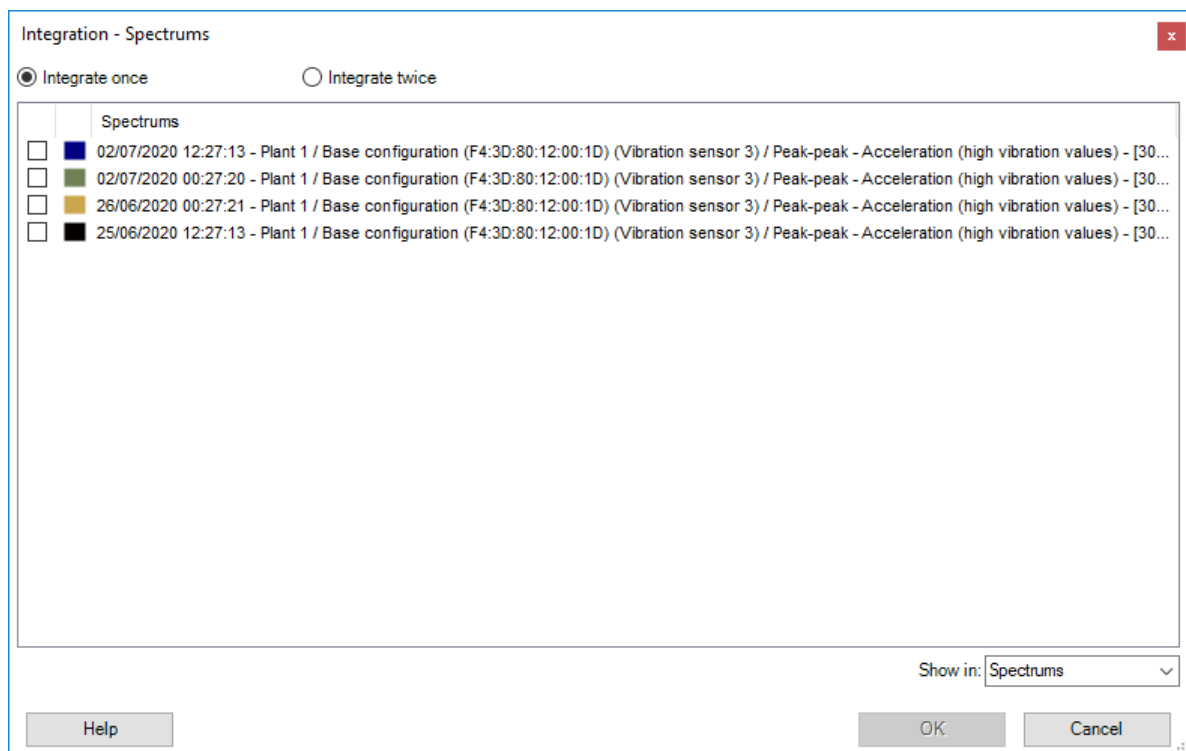 Integration - Spectrums
x
Integrate once Integrate twice
Spectrums
02/07/2020 12:27:13 - Plant 1 / Base configuration (F4:3D:80:12:00:1D) (Vibration sensor 3) / Peak-peak - Acceleration (high vibration values) - [30...
02/07/2020 00:27:20 - Plant 1 / Base configuration (F4:3D:80:12:00:1D) (Vibration sensor 3) / Peak-peak - Acceleration (high vibration values) - [30...
26/06/2020 00:27:21 - Plant 1 / Base configuration (F4:3D:80:12:00:1D) (Vibration sensor 3) / Peak-peak - Acceleration (high vibration values) - [30...
25/06/2020 12:27:13 - Plant 1 / Base configuration (F4:3D:80:12:00:1D) (Vibration sensor 3) / Peak-peak - Acceleration (high vibration values) - [30...
Show in: Spectrums
Help OK Cancel